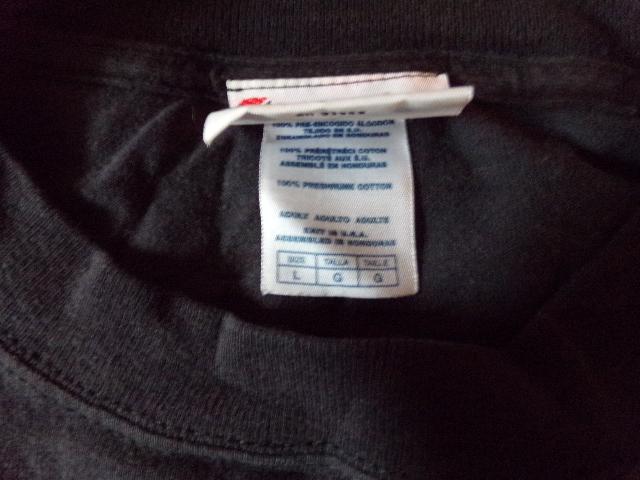 100% PRE-ENCOGIDO ALGODON
TEJIDO EN E.U.
ENSAMBLADO EN HONDURAS
100% PRÉRÉTRÉCI COTON
TRICOTÉ AUX É.U.
ASSEMBLÉ EN HONDURAS
100% PRESHRUNK COTTON
ADULT ADULTO ADULTE
KNIT IN U.S.A.
ASSEMBLED IN HONDURAS
SIZE TALLA TAILLE
L G G